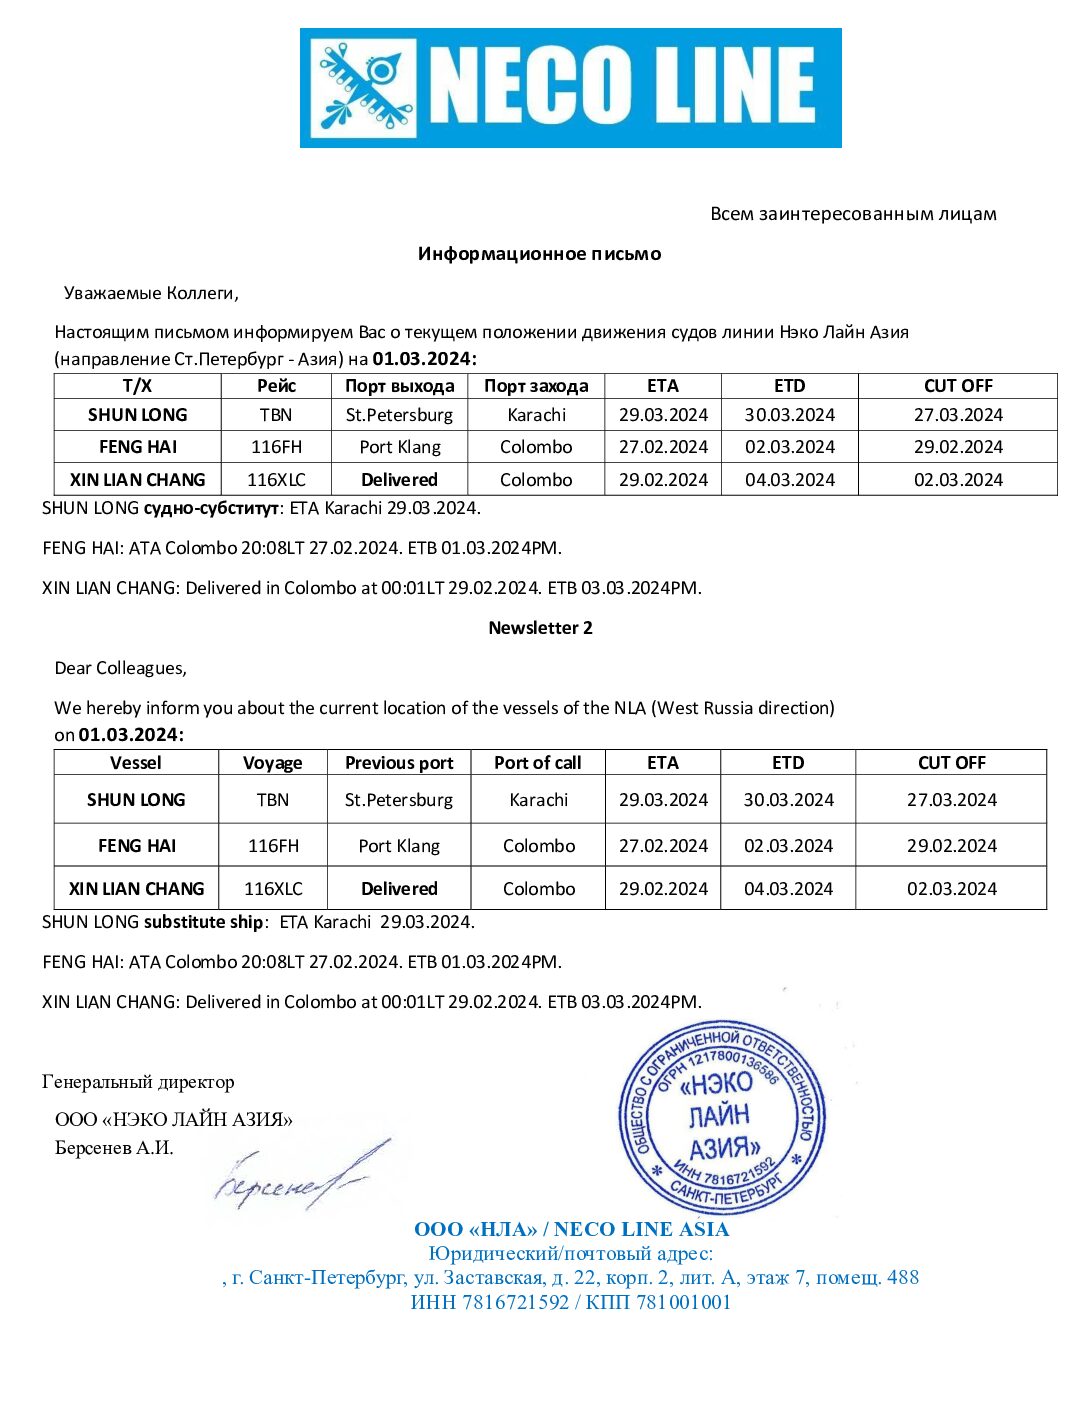 NECO LINE
Всем заинтересованным лицам
Информационное письмо
Уважаемые Коллеги,
Настоящим письмом информируем Вас о текущем положении движения судов линии Нэко Лайн Азия
(направление Ст.Петербург - Азия) на 01.03.2024:
Т/Х Рейс Порт выхода Порт захода ETA ETD CUT OFF
SHUN LONG TBN St.Petersburg Karachi 29.03.2024 30.03.2024 27.03.2024
FENG HAI 116FH Port Klang Colombo 27.02.2024 02.03.2024 29.02.2024
XIN LIAN CHANG 116XLC Delivered Colombo 29.02.2024 04.03.2024 02.03.2024
SHUN LONG судно-субститут: ETA Karachi 29.03.2024.
FENG HAI: ATA Colombo 20:08LT 27.02.2024. ETB 01.03.2024PM.
XIN LIAN CHANG: Delivered in Colombo at 00:01LT 29.02.2024. ETB 03.03.2024PM.
Newsletter 2
Dear Colleagues,
We hereby inform you about the current location of the vessels of the NLA (West Russia direction)
on 01.03.2024:
Vessel Voyage Previous port Port of call ETA ETD CUT OFF
SHUN LONG TBN St.Petersburg Karachi 29.03.2024 30.03.2024 27.03.2024
FENG HAI 116FH Port Klang Colombo 27.02.2024 02.03.2024 29.02.2024
XIN LIAN CHANG 116XLC Delivered Colombo 29.02.2024 04.03.2024 02.03.2024
SHUN LONG substitute ship: ETA Karachi 29.03.2024.
FENG HAI: ATA Colombo 20:08LT 27.02.2024. ETB 01.03.2024PM.
XIN LIAN CHANG: Delivered in Colombo at 00:01LT 29.02.2024. ETB 03.03.2024PM.
Генеральный директор
ООО «НЭКО ЛАЙН АЗИЯ»
Берсенев А.И.
Берсенев
ОБЩЕСТВО С ОГРАНИЧЕННОЙ ОТВЕТСТВЕННОСТЬЮ
ОГРН 1217800136586
«НЭКО
ЛАЙН
АЗИЯ»
ИНН 7816721592
* САНКТ-ПЕТЕРБУРГ *
ООО «НЛА» / NECO LINE ASIA
Юридический/почтовый адрес:
, г. Санкт-Петербург, ул. Заставская, д. 22, корп. 2, лит. А, этаж 7, помещ. 488
ИНН 7816721592 / КПП 781001001